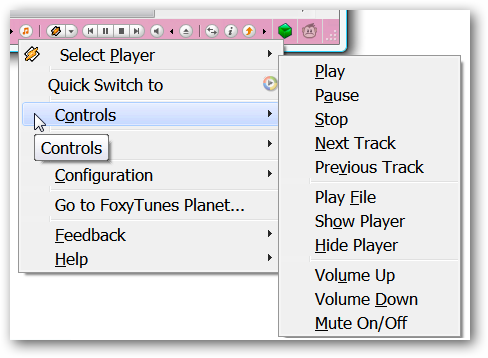 Select Player
Quick Switch to
Controls
Controls
Configuration
Go to FoxyTunes Planet...
Feedback
Help
Play
Pause
Stop
Next Track
Previous Track
Play File
Show Player
Hide Player
Volume Up
Volume Down
Mute On/Off